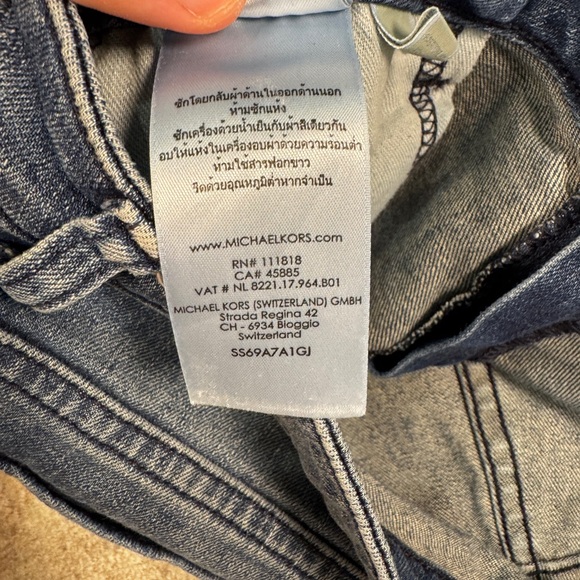 ซักโดยกลับผ้าด้านในออกด้านนอก
ห้ามซักแห้ง
ซักเครื่องด้วยน้ำเย็นกับผ้าสีเดียวกัน
อบให้แห้งในเครื่องอบผ้าด้วยความร้อนต่ำ
ห้ามใช้สารฟอกขาว
รีดด้วยอุณหภูมิต่ำหากจำเป็น
www.MICHAELKORS.com
RN# 111818
CA# 45885
VAT # NL 8221.17.964.B01
MICHAEL KORS (SWITZERLAND) GMBH
Strada Regina 42
CH - 6934 Bioggio
Switzerland
SS69A7A1GJ